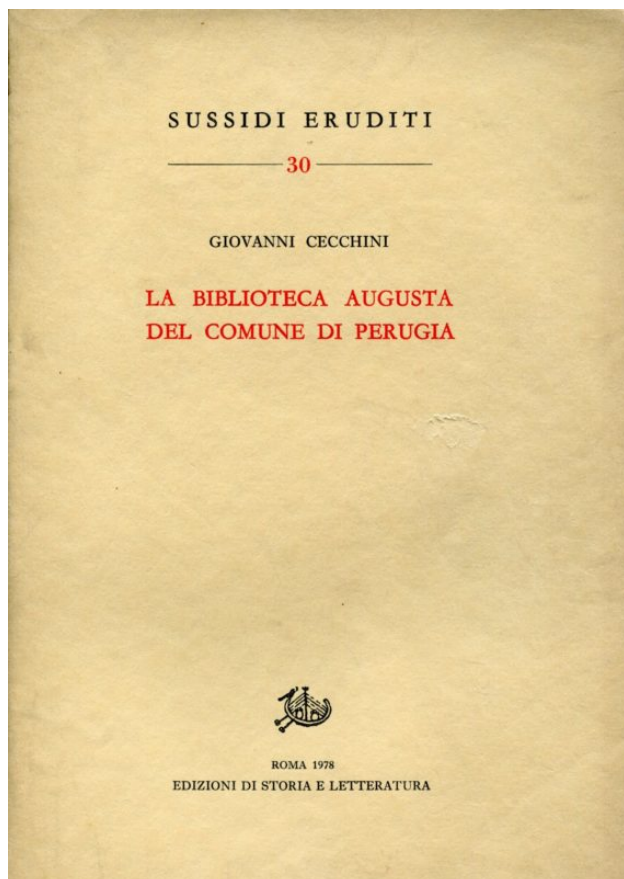 SUSSIDI ERUDITI
30
GIOVANNI CECCHINI
LA BIBLIOTECA AUGUSTA
DEL COMUNE DI PERUGIA
ROMA 1978
EDIZIONI DI STORIA E LETTERATURA